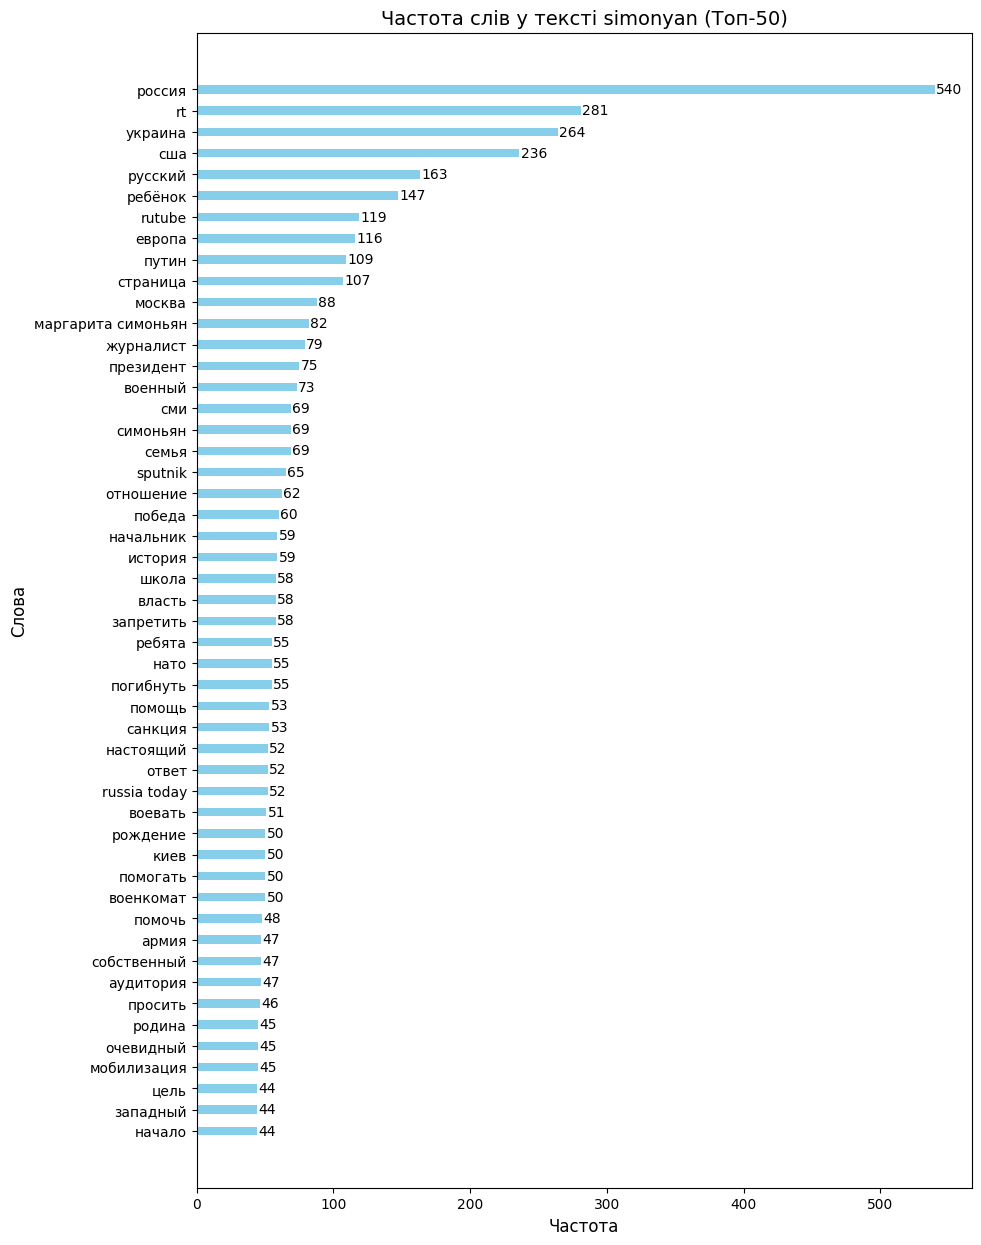 Частота слів у тексті simonyan (Топ-50)
россия 540
rt 281
украина 264
сша 236
русский 163
ребёнок 147
rutube 119
европа 116
путин 109
страница 107
москва 88
маргарита симоньян 82
журналист 79
президент 75
военный 73
сми 69
симоньян 69
семья 69
sputnik 65
отношение 62
победа 60
начальник 59
история 59
школа 58
власть 58
запретить 58
ребята 55
нато 55
погибнуть 55
помощь 53
санкция 53
настоящий 52
ответ 52
russia today 52
воевать 51
рождение 50
киев 50
помогать 50
военкомат 50
помочь 48
армия 47
собственный 47
аудитория 47
просить 46
родина 45
очевидный 45
мобилизация 45
цель 44
западный 44
начало 44
Слова
0 100 200 300 400 500
Частота